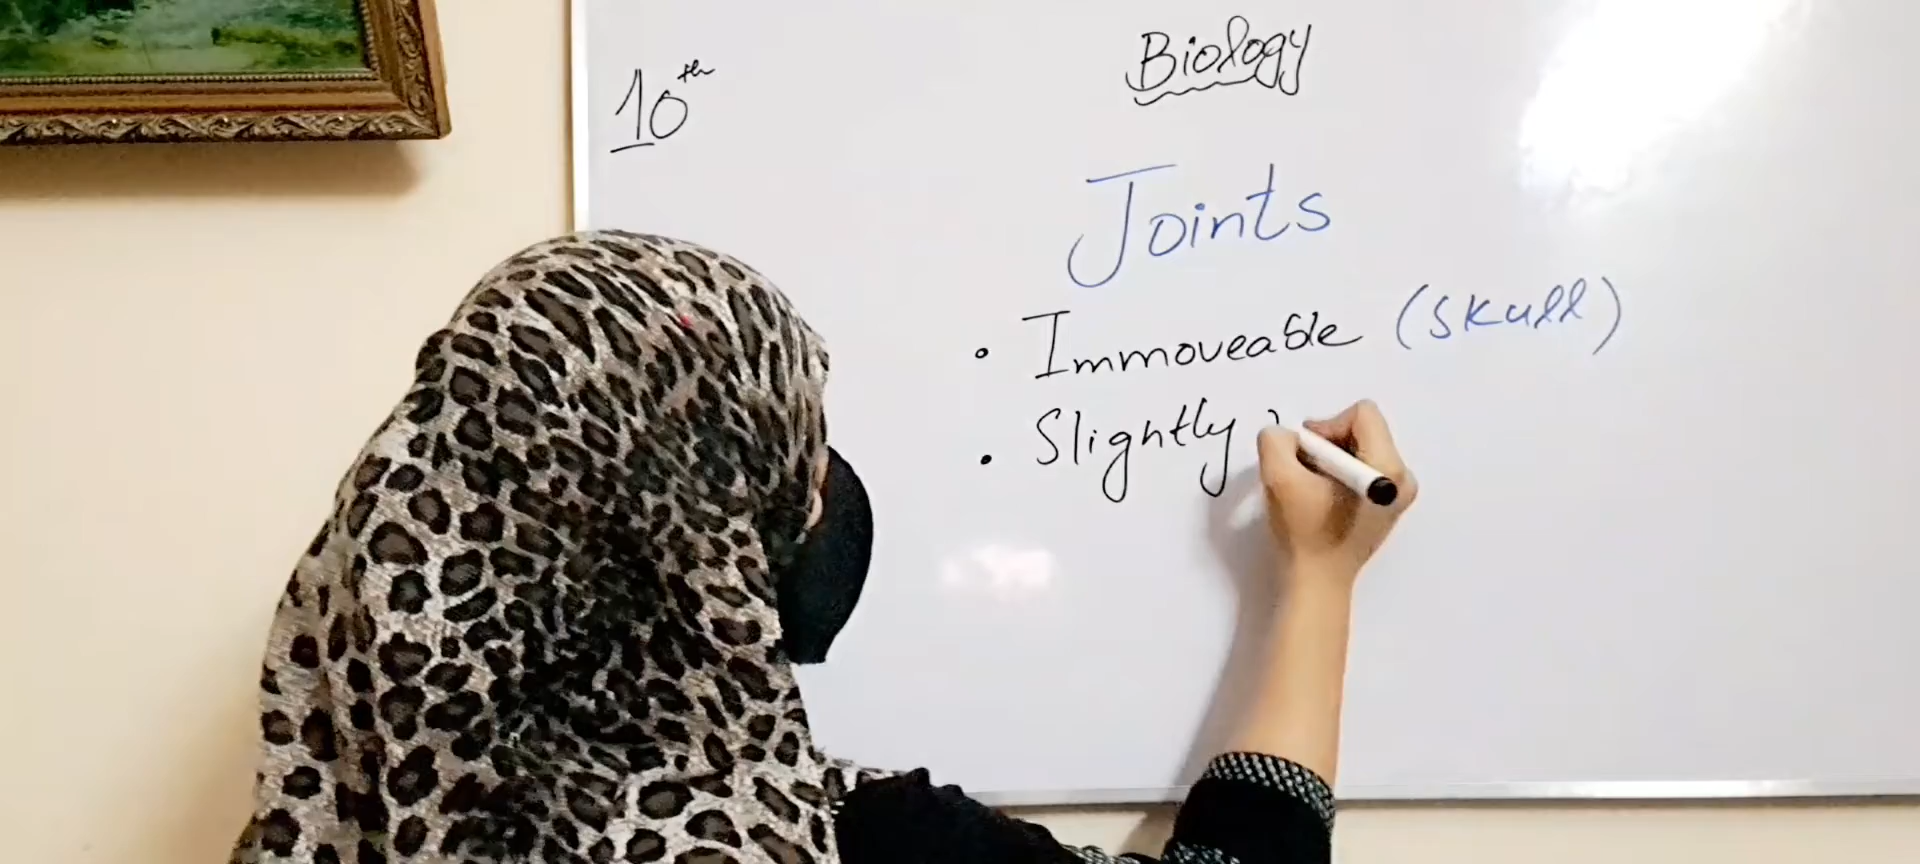 10th
Biology
Joints
• Immoveable (skull)
• Slightly